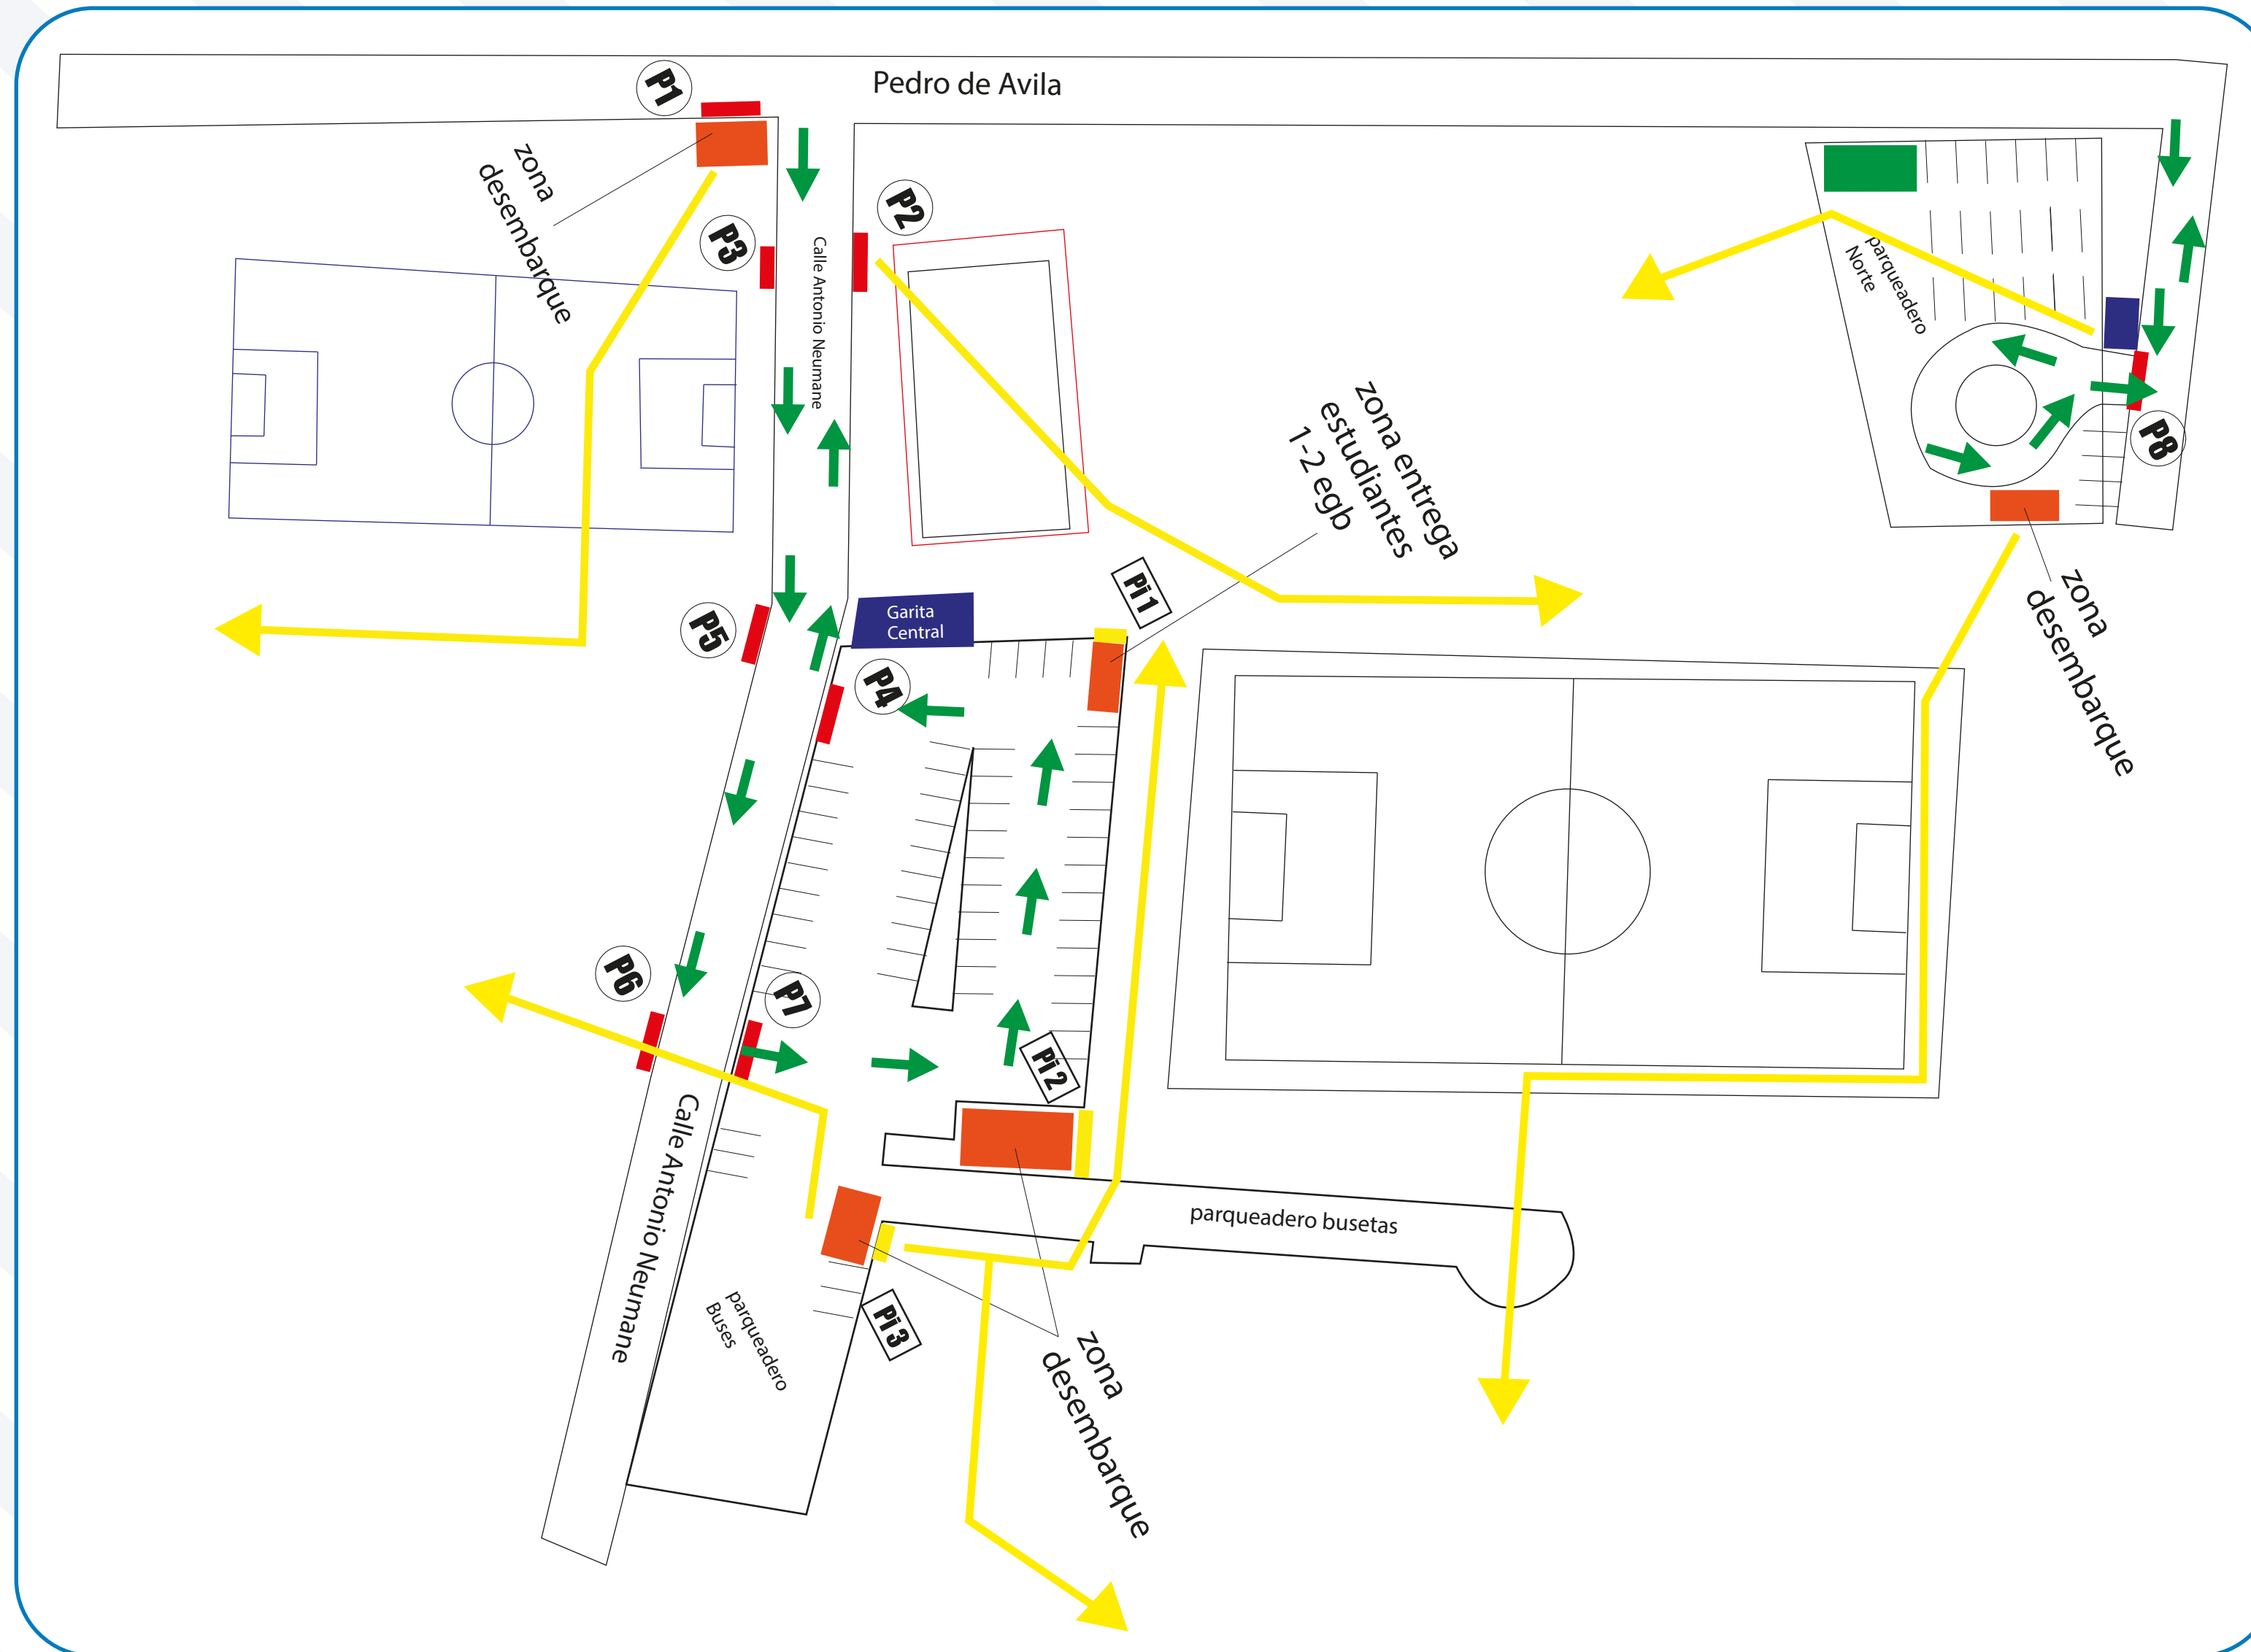 Pedro de Avila
P1
zona
desembarque
P3
P2
Calle Antonio Neumane
parqueadero
Norte
P8
zona entrega
estudiantes
1-2 egb
Pi1
P5
Garita
Central
P4
zona
desembarque
P6
P7
Pi2
Calle Antonio Neumane
parqueadero busetas
parqueadero
Buses
Pi3
zona
desembarque